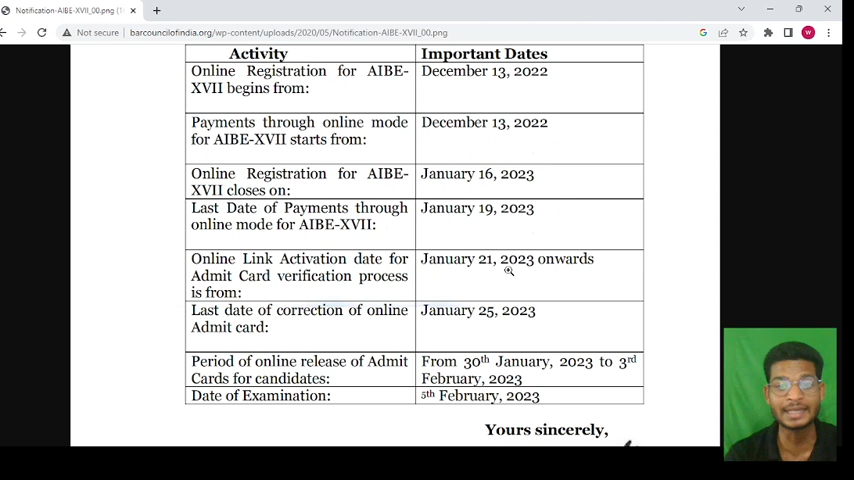 Notification-AIBE-XVII_00.png (1
Not secure
barcouncilofindia.org/wp-content/uploads/2020/05/Notification-AIBE-XVII_00.png
W
Activity
Important Dates
Online Registration for AIBE-
XVII begins from:
December 13, 2022
Payments through online mode
for AIBE-XVII starts from:
December 13, 2022
Online Registration for AIBE-
XVII closes on:
January 16, 2023
Last Date of Payments through
online mode for AIBE-XVII:
January 19, 2023
Online Link Activation date for
Admit Card verification process
is from:
January 21, 2023 onwards
Last date of correction of online
Admit card:
January 25, 2023
Period of online release of Admit
Cards for candidates:
From 30th January, 2023 to 3rd
February, 2023
Date of Examination:
5th February, 2023
Yours sincerely,